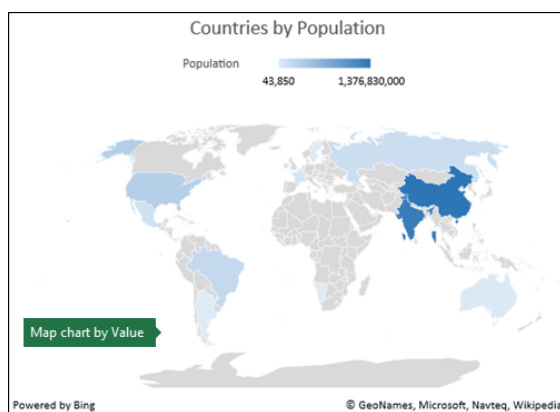 Countries by Population
Population
43,850 1,376,830,000
Map chart by Value
Powered by Bing © GeoNames, Microsoft, Navteq, Wikipedia